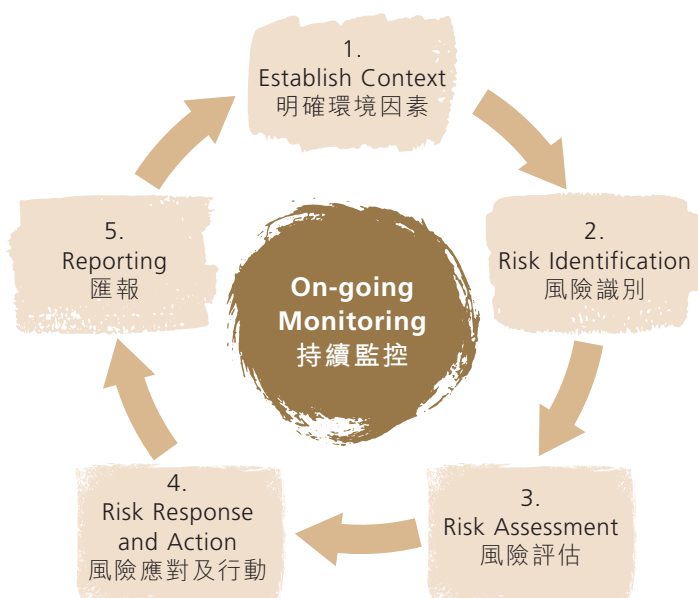 1.
Establish Context
明確環境因素
2.
Risk Identification
風險識別
3.
Risk Assessment
風險評估
4.
Risk Response
and Action
風險應對及行動
5.
Reporting
匯報
On-going
Monitoring
持續監控